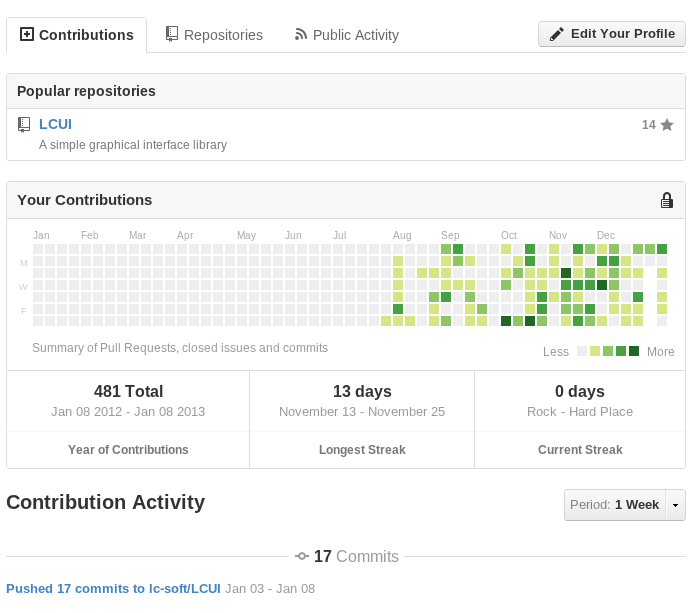 Contributions Repositories Public Activity Edit Your Profile
Popular repositories
LCUI 14
A simple graphical interface library
Your Contributions
Jan Feb Mar Apr May Jun Jul Aug Sep Oct Nov Dec
M
W
F
Summary of Pull Requests, closed issues and commits
Less More
481 Total 13 days 0 days
Jan 08 2012 - Jan 08 2013 November 13 - November 25 Rock - Hard Place
Year of Contributions Longest Streak Current Streak
Contribution Activity Period: 1 Week
17 Commits
Pushed 17 commits to lc-soft/LCUI Jan 03 - Jan 08